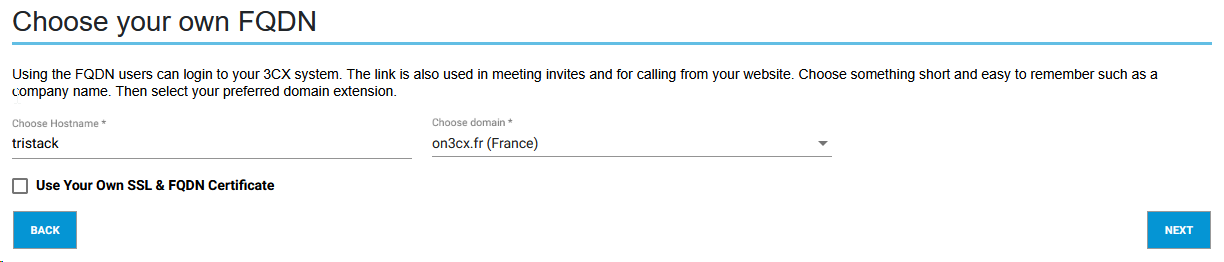 Choose your own FQDN
Using the FQDN users can login to your 3CX system. The link is also used in meeting invites and for calling from your website. Choose something short and easy to remember such as a
company name. Then select your preferred domain extension.
Choose Hostname *
Choose domain *
tristack
on3cx.fr (France)
Use Your Own SSL & FQDN Certificate
BACK
NEXT